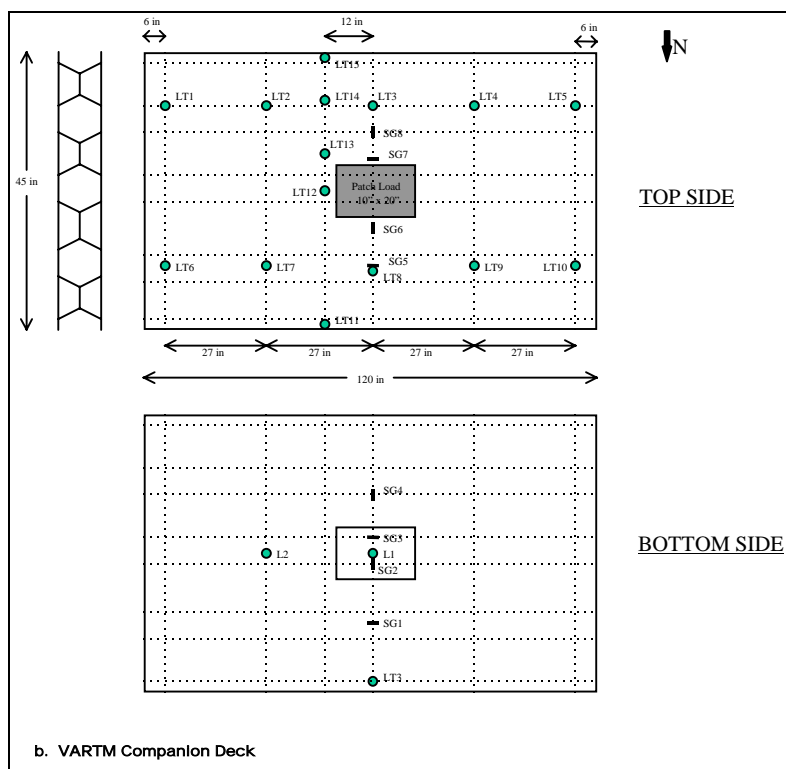 6 in
12 in
6 in
N
LT15
LT1
LT2
LT14
LT3
LT4
LT5
SG8
LT13
SG7
45 in
LT12
Patch Load
10" x 20"
TOP SIDE
SG6
LT6
LT7
SG5
LT8
LT9
LT10
LT11
27 in
27 in
27 in
27 in
120 in
SG4
SG3
L2
L1
BOTTOM SIDE
SG2
SG1
LT3
b. VARTM Companion Deck